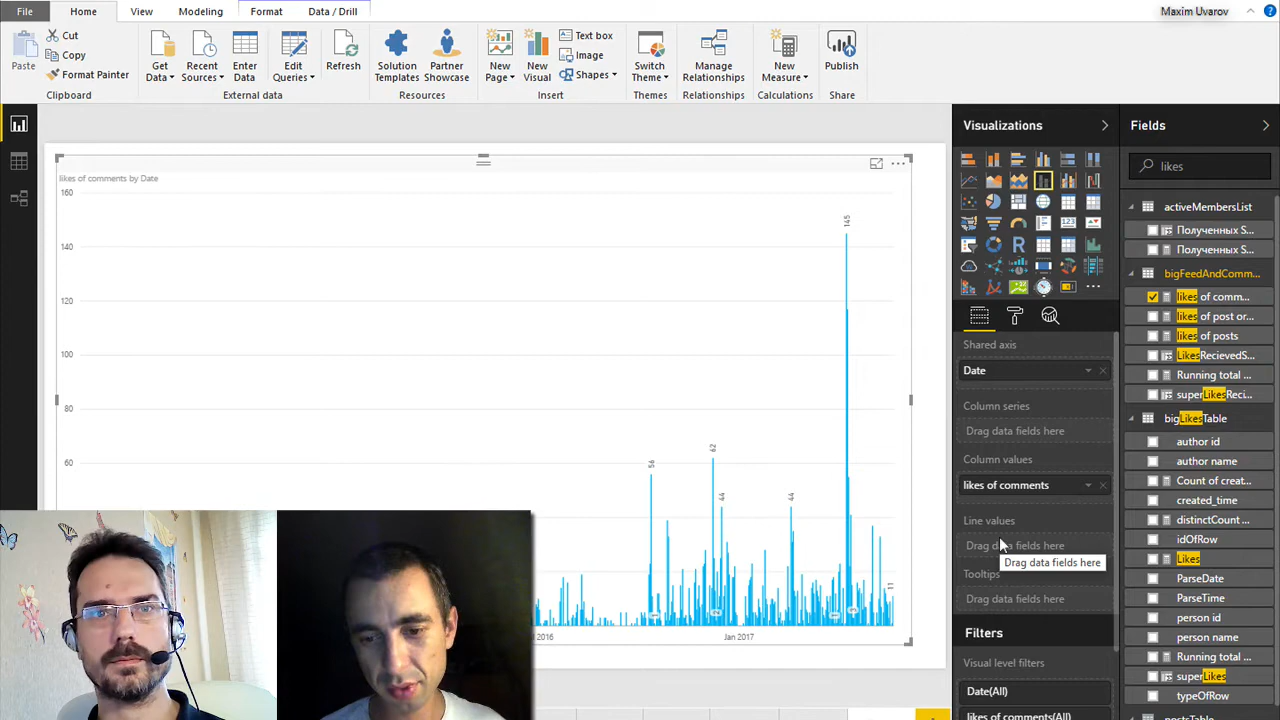 File
Home
View
Modeling
Format
Data / Drill
Maxim Uvarov
Paste
Cut
Copy
Format Painter
Clipboard
Get Data
Recent Sources
Enter Data
Edit Queries
Refresh
External data
Solution Templates
Partner Showcase
Resources
New Page
New Visual
Text box
Image
Shapes
Insert
Switch Theme
Themes
Manage Relationships
Relationships
New Measure
Calculations
Publish
Share
likes of comments by Date
160
140
120
100
80
60
145
62
56
44
44
11
2016
Jan 2017
Visualizations
Shared axis
Date
Column series
Drag data fields here
Column values
likes of comments
Line values
Drag data fields here
Drag data fields here
Tooltips
Drag data fields here
Filters
Visual level filters
Date(All)
likes of comments(All)
Fields
likes
activeMembersList
Полученных S...
Полученных S...
bigFeedAndComm...
likes of comm...
likes of post or...
likes of posts
LikesRecievedS...
Running total ...
superLikesReci...
bigLikesTable
author id
author name
Count of creat...
created_time
distinctCount ...
idOfRow
Likes
ParseDate
ParseTime
person id
person name
Running total ...
superLikes
typeOfRow
postsTable